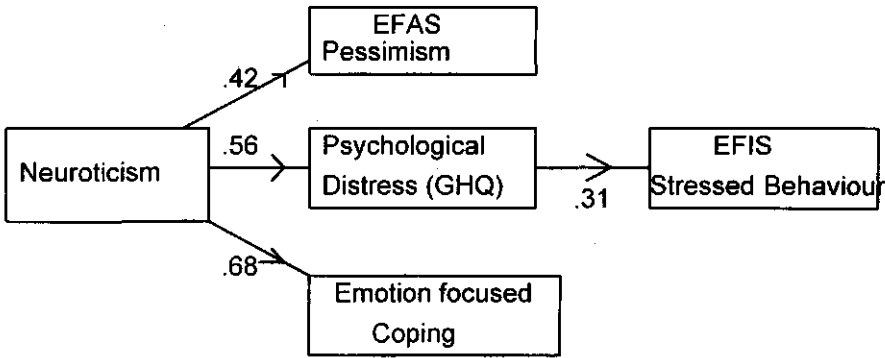 EFAS
Pessimism
.42
Neuroticism
.56
Psychological
Distress (GHQ)
.31
EFIS
Stressed Behaviour
.68
Emotion focused
Coping